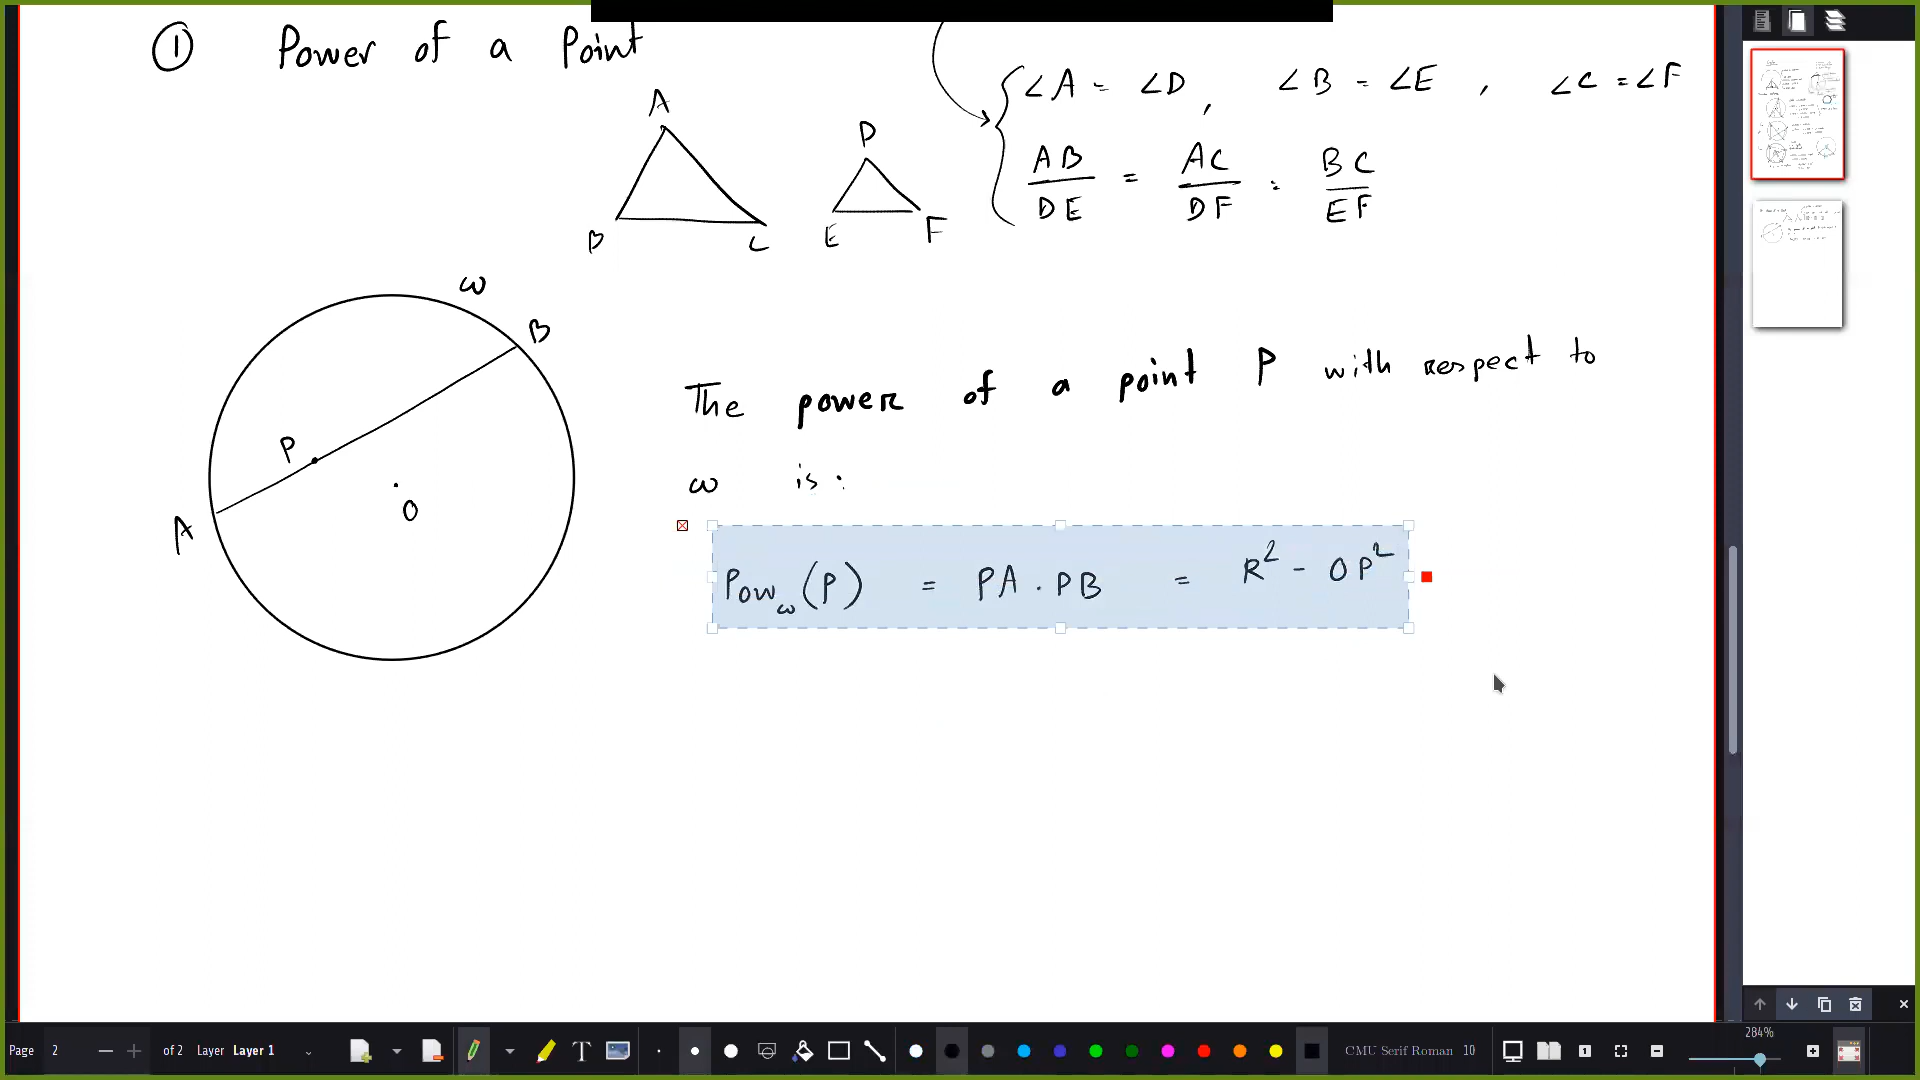 ① Power of a Point
∠A = ∠D, ∠B = ∠E, ∠C = ∠F
AB/DE = AC/DF = BC/EF
A
B
C
D
E
F
ω
B
P
O
A
The power of a point P with respect to
ω is:
Pow_ω(P) = PA . PB = R² - OP²
284%
Page 2 of 2 Layer Layer 1
T
CMU Serif Roman 10
1